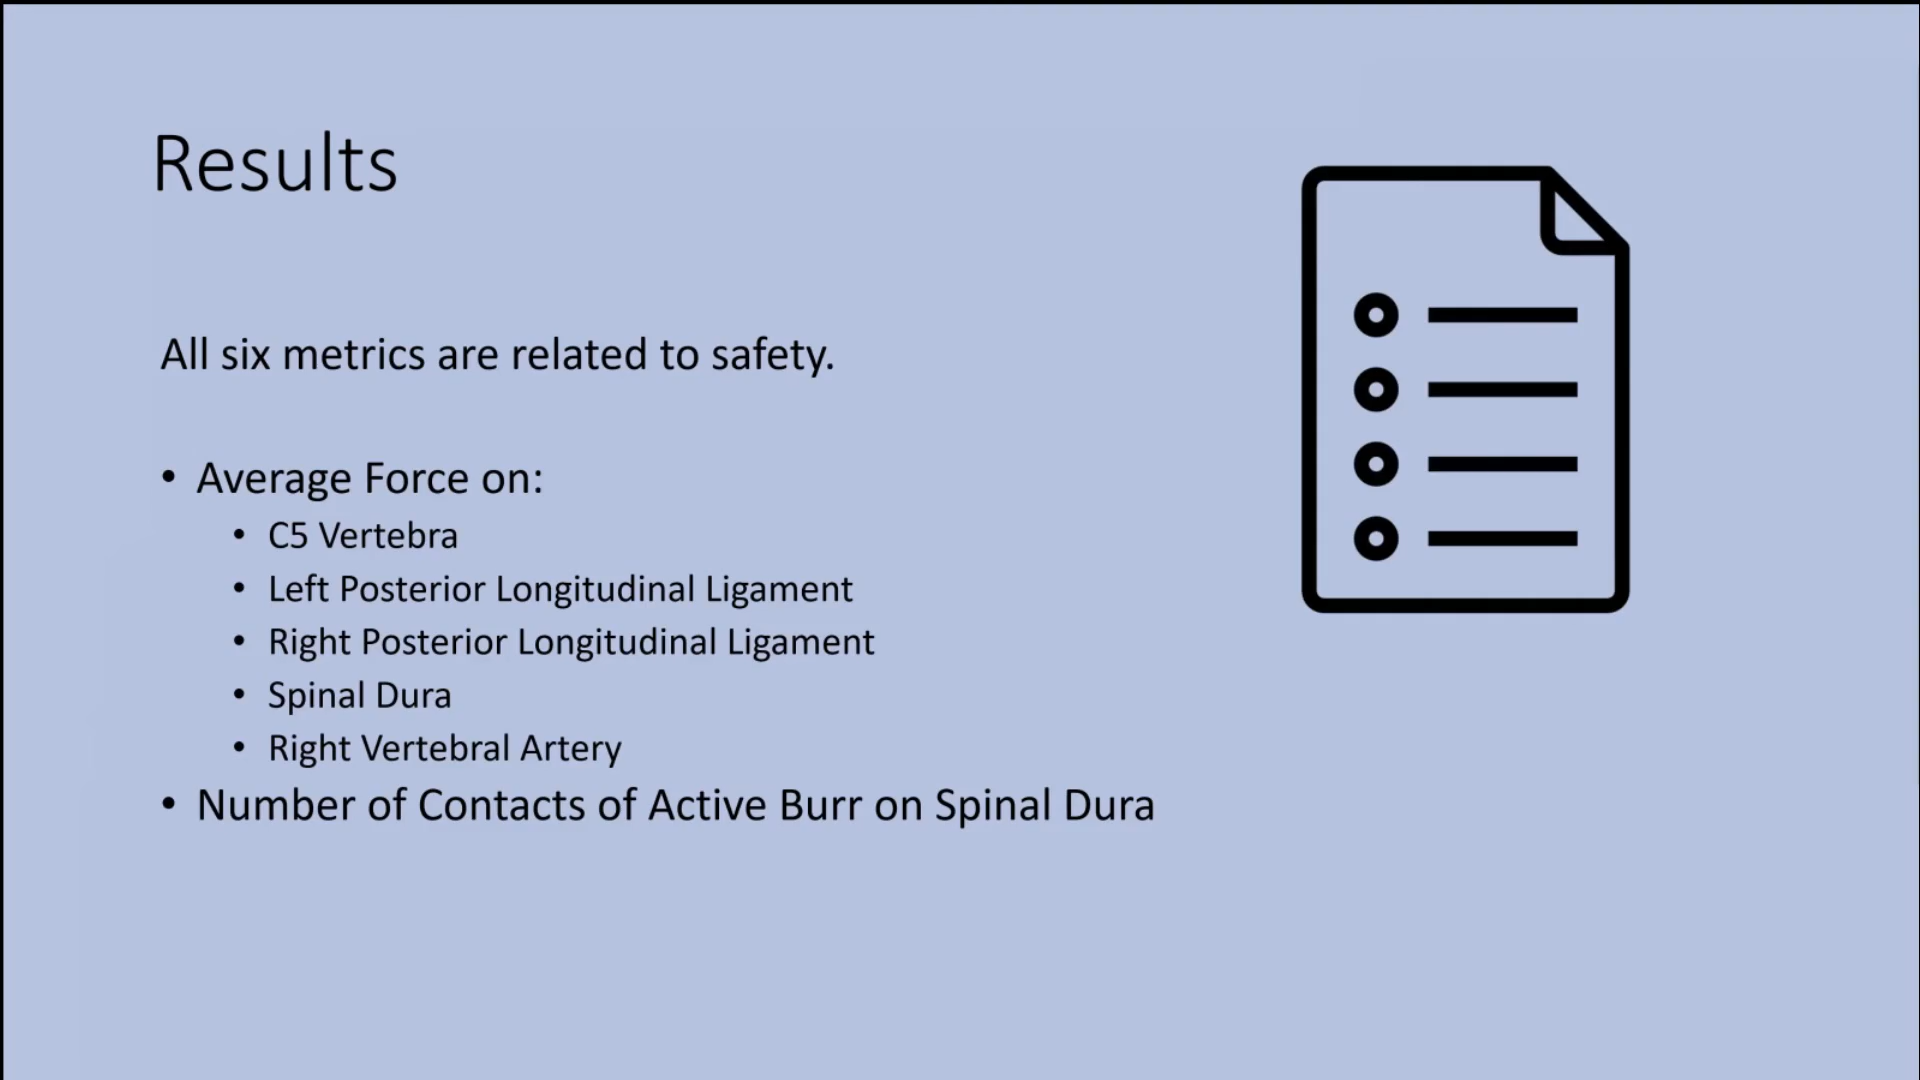 Results
All six metrics are related to safety.
• Average Force on:
• C5 Vertebra
• Left Posterior Longitudinal Ligament
• Right Posterior Longitudinal Ligament
• Spinal Dura
• Right Vertebral Artery
• Number of Contacts of Active Burr on Spinal Dura